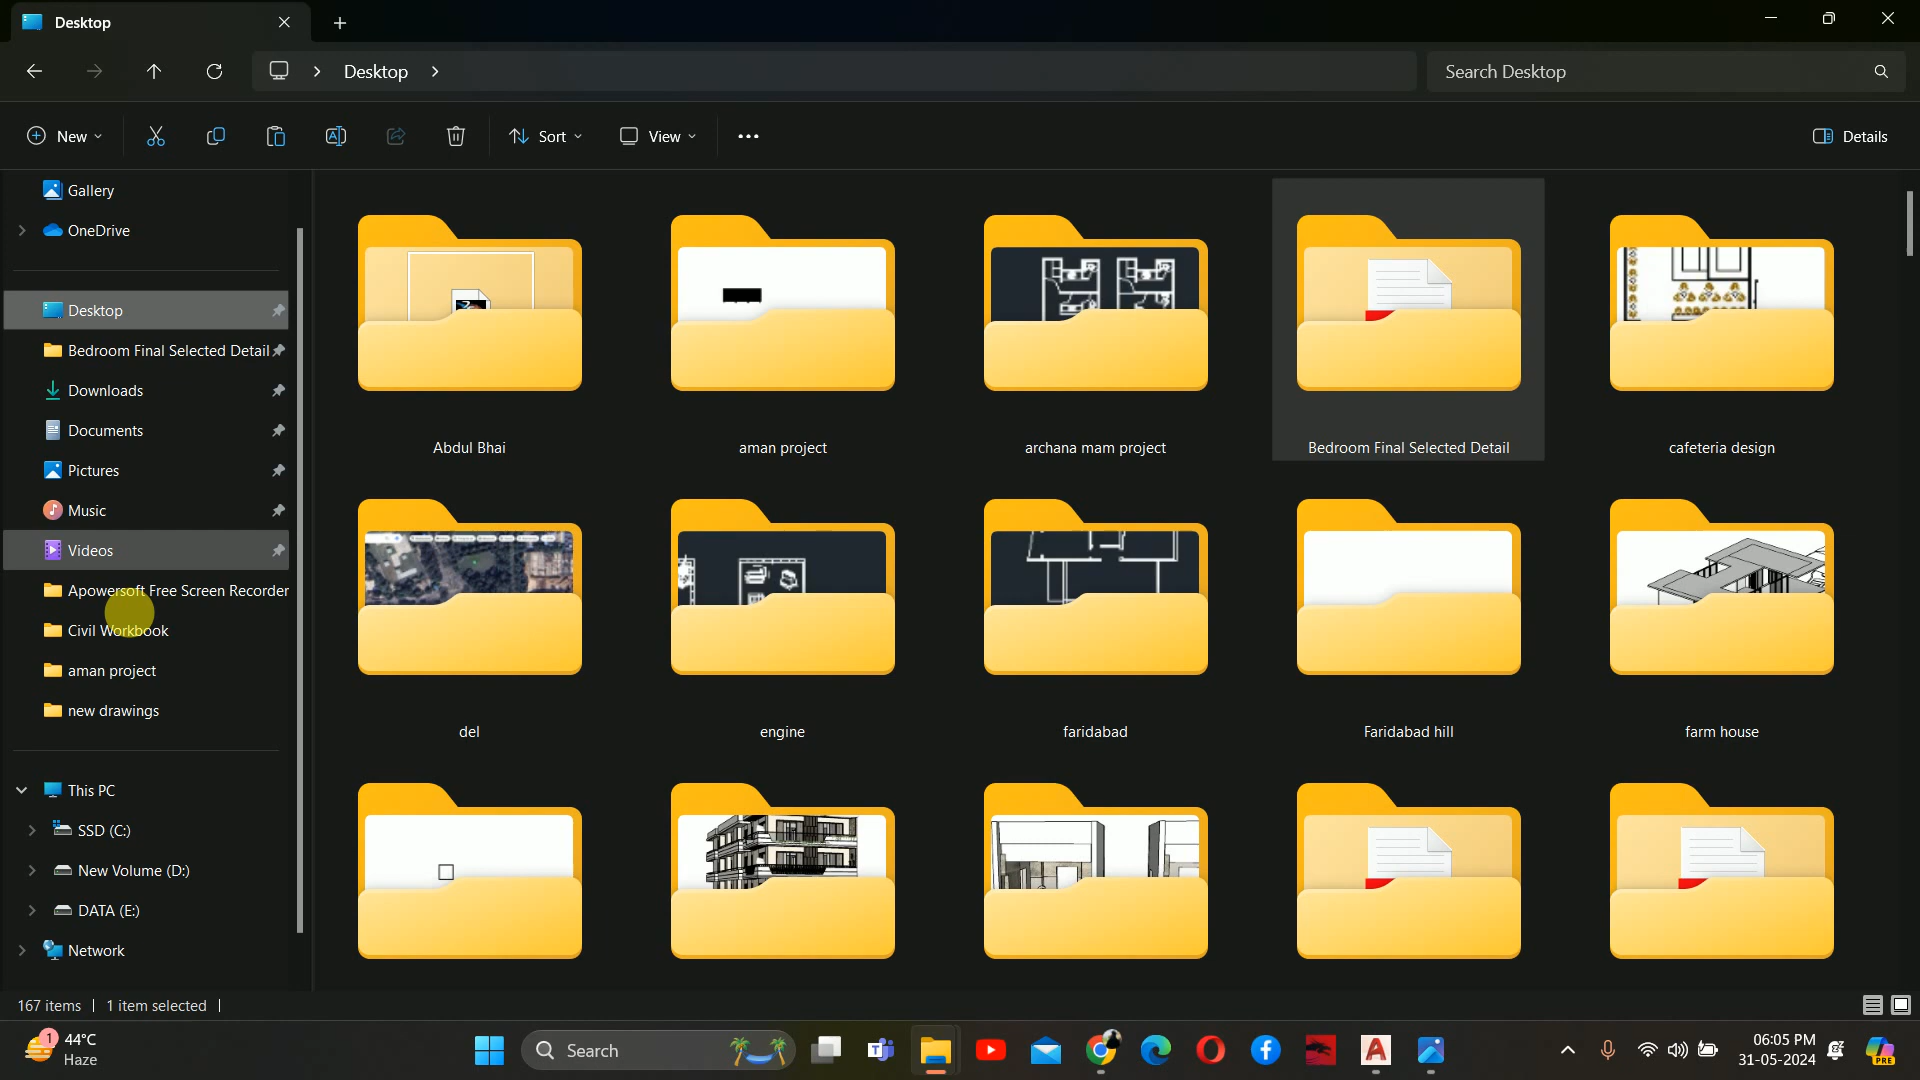 Desktop
Desktop
Search Desktop
New
Sort
View
Details
Gallery
OneDrive
Desktop
Bedroom Final Selected Detail
Downloads
Documents
Pictures
Music
Videos
Apowersoft Free Screen Recorder
Civil Workbook
aman project
new drawings
This PC
SSD (C:)
New Volume (D:)
DATA (E:)
Network
Abdul Bhai
aman project
archana mam project
Bedroom Final Selected Detail
cafeteria design
del
engine
faridabad
Faridabad hill
farm house
167 items
1 item selected
1
44°C
Haze
Search
06:05 PM
31-05-2024
PRE